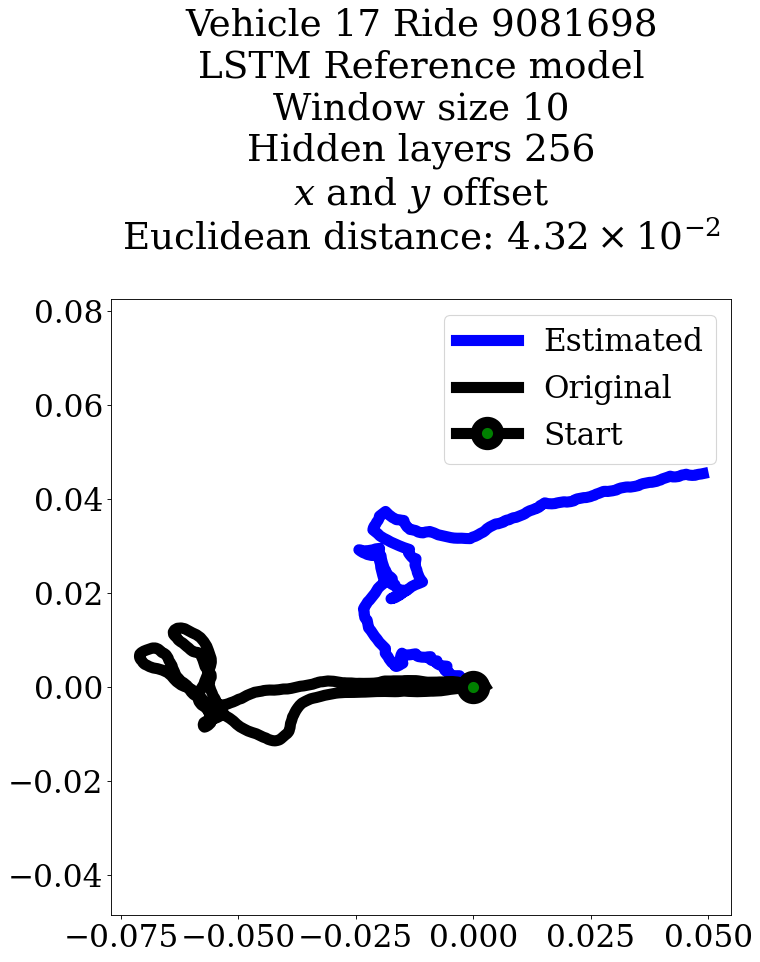 Vehicle 17 Ride 9081698
LSTM Reference model
Window size 10
Hidden layers 256
x and y offset
Euclidean distance: 4.32 × 10⁻²
Estimated
Original
Start
0.08
0.06
0.04
0.02
0.00
−0.02
−0.04
−0.075 −0.050 −0.025 0.000 0.025 0.050